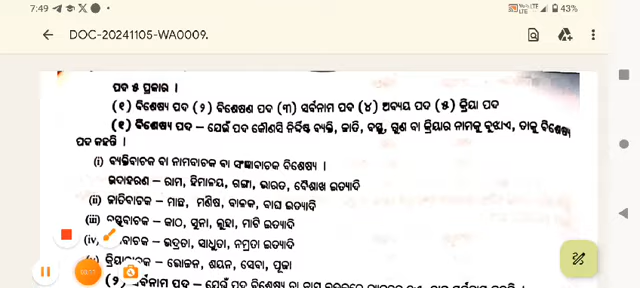 7:49
43%
DOC-20241105-WA0009.
ପଦ ୫ ପ୍ରକାର ।
(୧) ବିଶେଷ୍ୟ ପଦ (୨) ବିଶେଷଣ ପଦ (୩) ସର୍ବନାମ ପଦ (୪) ଅବ୍ୟୟ ପଦ (୫) କ୍ରିୟା ପଦ
(୧) ବିଶେଷ୍ୟ ପଦ – ଯେଉଁ ପଦ କୌଣସି ନିର୍ଦ୍ଦିଷ୍ଟ ବ୍ୟକ୍ତି, ଜାତି, ବସ୍ତୁ, ଗୁଣ ବା କ୍ରିୟାର ନାମକୁ ବୁଝାଏ, ତାକୁ ବିଶେଷ୍ୟ
ପଦ କହନ୍ତି ।
(i) ବ୍ୟକ୍ତିବାଚକ ବା ନାମବାଚକ ବା ସଂଜ୍ଞାବାଚକ ବିଶେଷ୍ୟ ।
ଉଦାହରଣ – ରାମ, ହିମାଳୟ, ଗଙ୍ଗା, ଭାରତ, ବୈଶାଖ ଇତ୍ୟାଦି
(ii) ଜାତିବାଚକ – ମାଛ, ମଣିଷ, ବାଳକ, ବାଘ ଇତ୍ୟାଦି
(iii) ବସ୍ତୁବାଚକ – କାଠ, ସୁନା, ଲୁହା, ମାଟି ଇତ୍ୟାଦି
(iv, ବାଚକ – ଭଦ୍ରତା, ସାଧୁତା, ନମ୍ରତା ଇତ୍ୟାଦି
କ୍ରିୟାବାଚକ – ଭୋଜନ, ଶୟନ, ସେବା, ପୂଜା
(୨) ସର୍ବନାମ ପଦ – ଯେଉଁ ପଦ ବିଶେଷ୍ୟ ବା ନାମ